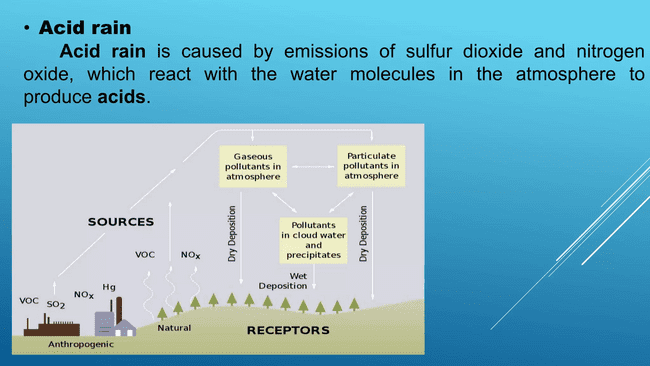 • Acid rain
Acid rain is caused by emissions of sulfur dioxide and nitrogen
oxide, which react with the water molecules in the atmosphere to
produce acids.
Gaseous
pollutants in
atmosphere
Particulate
pollutants in
atmosphere
SOURCES
Dry Deposition
Pollutants
in cloud water
and
precipitates
Dry Deposition
VOC
NOx
Wet
Deposition
VOC
SO2
NOx
Hg
Natural
RECEPTORS
Anthropogenic